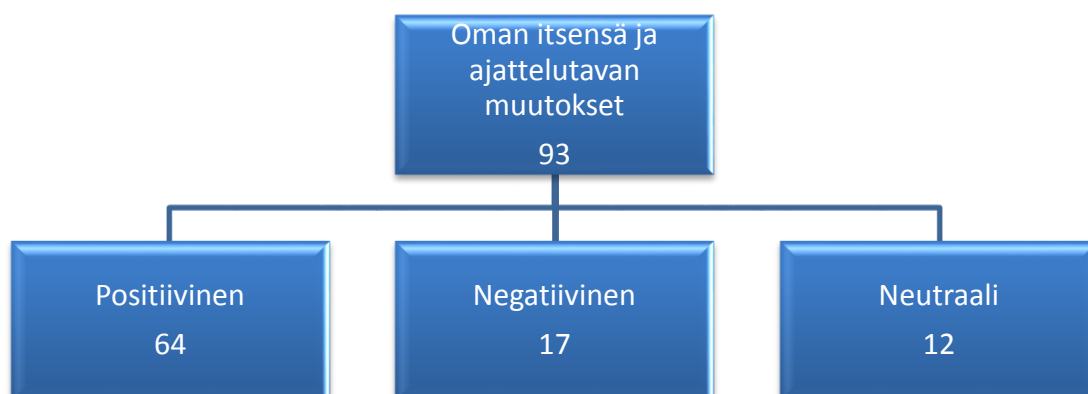 Oman itsensä ja
ajattelutavan
muutokset
93
Positiivinen
64
Negatiivinen
17
Neutraali
12